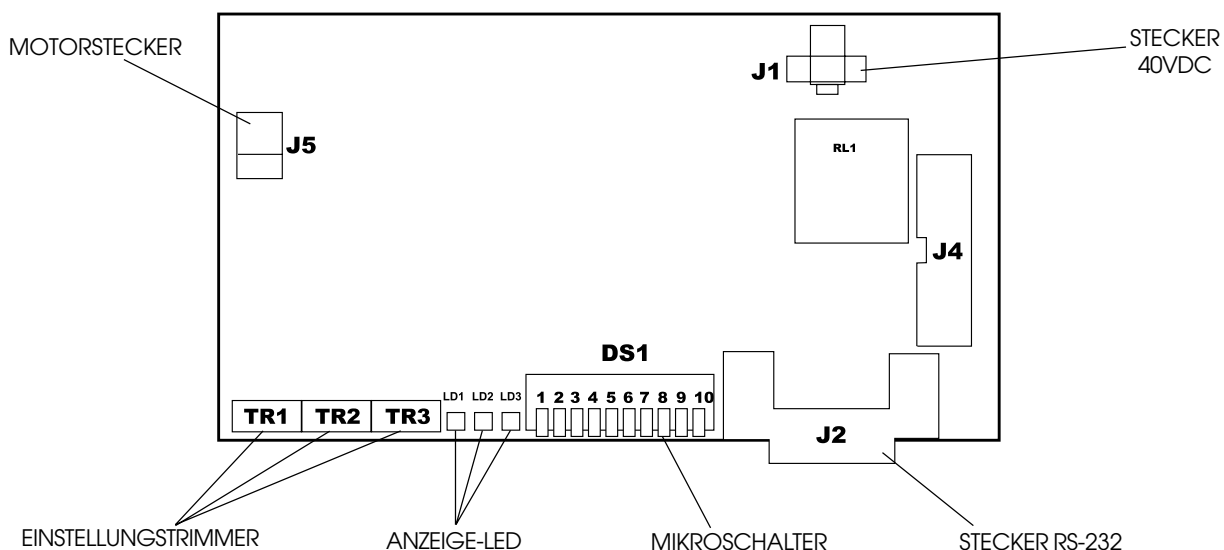 MOTORSTECKER
STECKER
40VDC
J1
J5
RL1
J4
DS1
LD1 LD2 LD3
1 2 3 4 5 6 7 8 9 10
TR1 TR2 TR3
J2
EINSTELLUNGSTRIMMER
ANZEIGE-LED
MIKROSCHALTER
STECKER RS-232